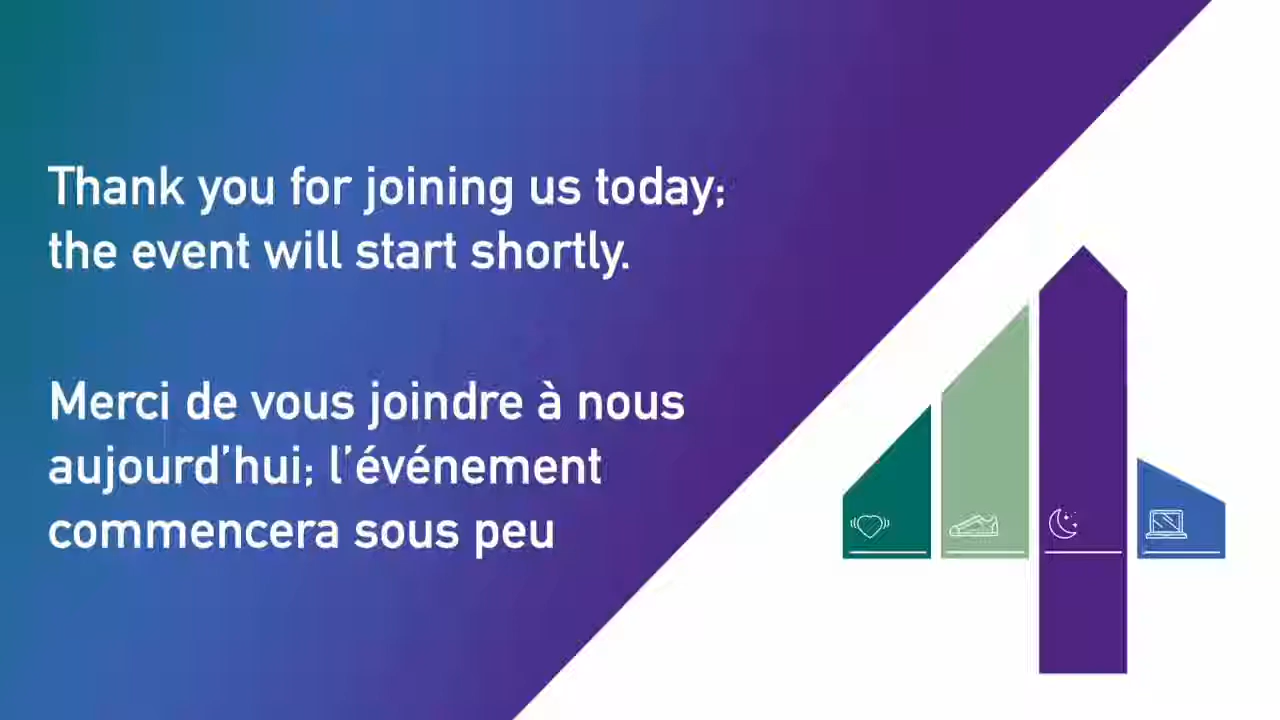 Thank you for joining us today;
the event will start shortly.
Merci de vous joindre à nous
aujourd’hui; l’événement
commencera sous peu